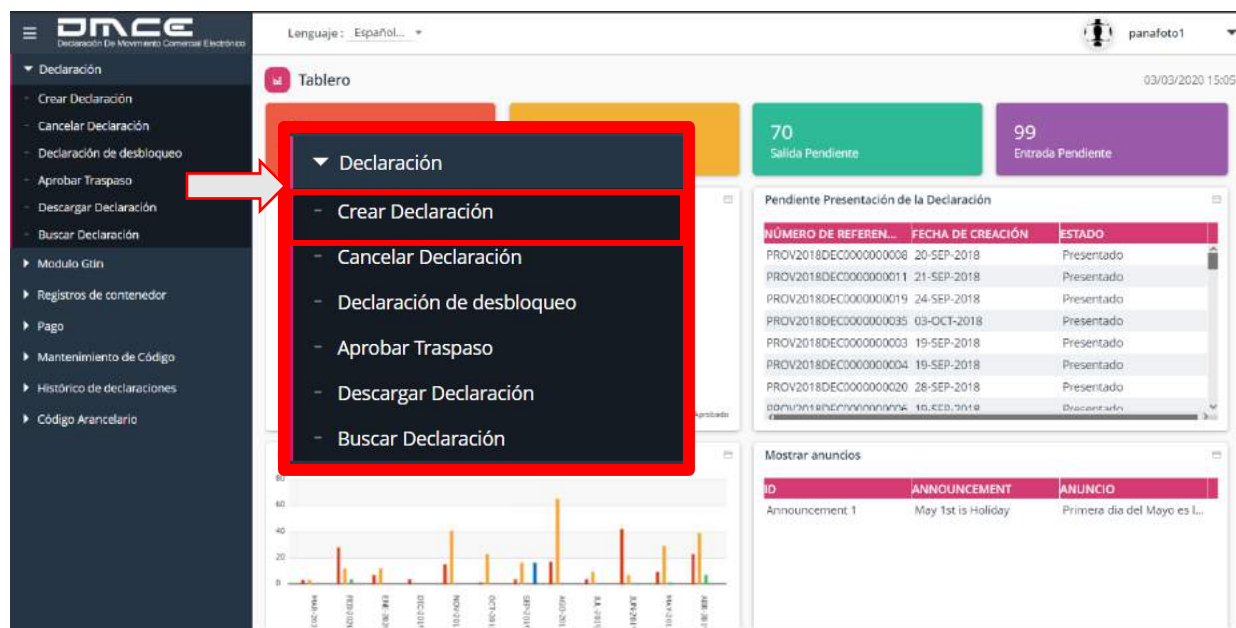 DMCE
Declaración De Movimiento Comercial Electrónico
Lenguaje : Español...
panafoto1
Declaración
- Crear Declaración
- Cancelar Declaración
- Declaración de desbloqueo
- Aprobar Traspaso
- Descargar Declaración
- Buscar Declaración
Modulo Gtin
Registros de contenedor
Pago
Mantenimiento de Código
Histórico de declaraciones
Código Arancelario
Tablero
03/03/2020 15:05
70
Salida Pendiente
99
Entrada Pendiente
Declaración
- Crear Declaración
- Cancelar Declaración
- Declaración de desbloqueo
- Aprobar Traspaso
- Descargar Declaración
- Buscar Declaración
Aprobado
Pendiente Presentación de la Declaración
NÚMERO DE REFEREN... FECHA DE CREACIÓN ESTADO
PROV2018DEC0000000008 20-SEP-2018 Presentado
PROV2018DEC0000000011 21-SEP-2018 Presentado
PROV2018DEC0000000019 24-SEP-2018 Presentado
PROV2018DEC0000000035 03-OCT-2018 Presentado
PROV2018DEC0000000003 19-SEP-2018 Presentado
PROV2018DEC0000000004 19-SEP-2018 Presentado
PROV2018DEC0000000020 28-SEP-2018 Presentado
PROV2018DEC0000000006 19-SEP-2018 Presentado
80
60
40
20
0
Mostrar anuncios
ID ANNOUNCEMENT ANUNCIO
Announcement 1 May 1st is Holiday Primera dia del Mayo es l...